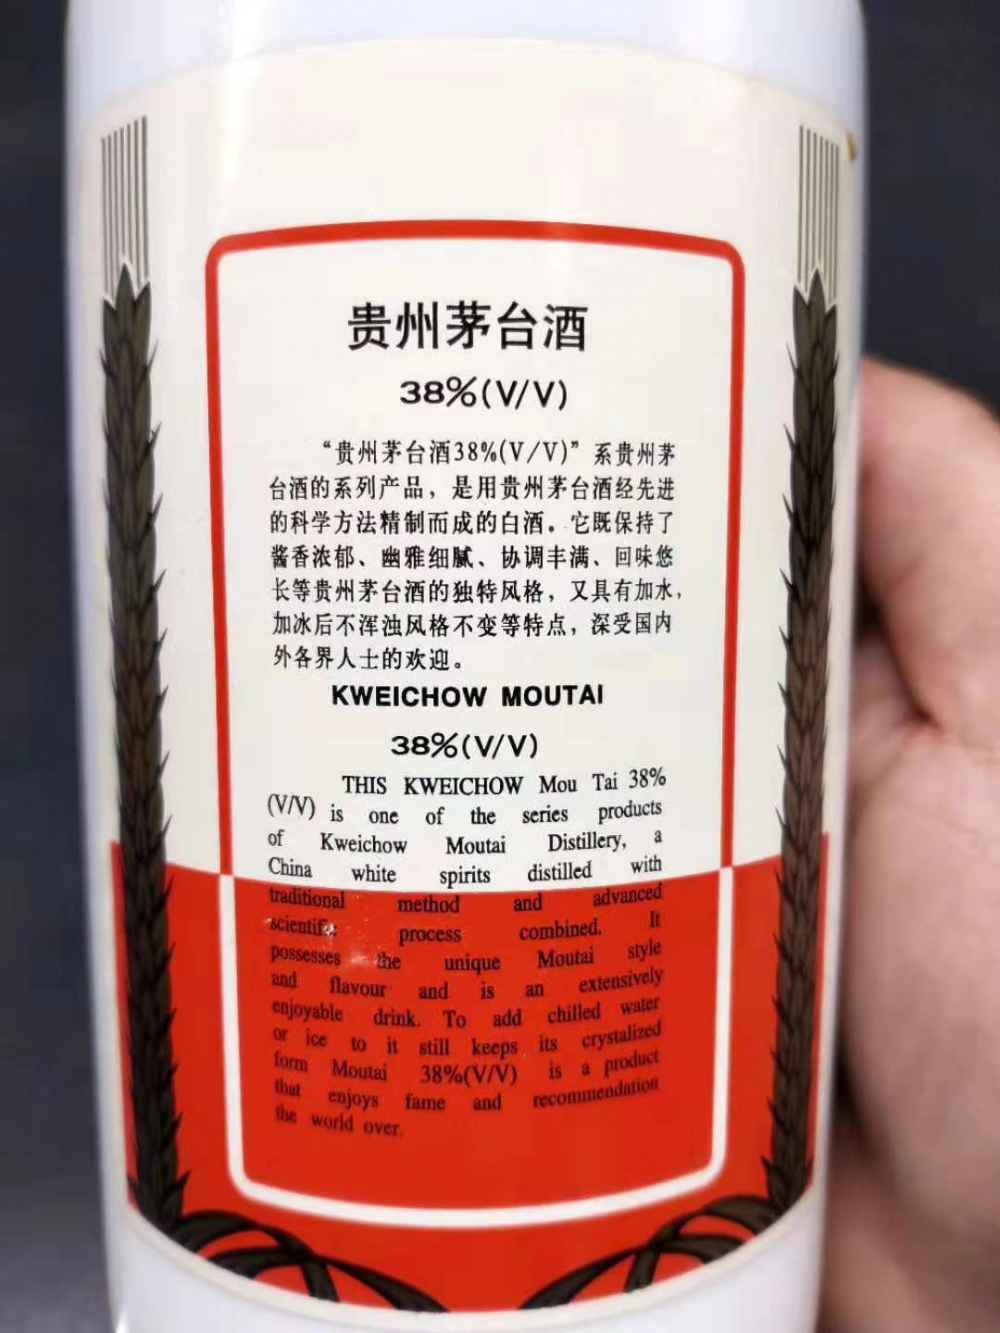 贵州茅台酒
38%(V/V)
“贵州茅台酒38%(V/V)”系贵州茅
台酒的系列产品，是用贵州茅台酒经先进
的科学方法精制而成的白酒。它既保持了
酱香浓郁、幽雅细腻、协调丰满、回味悠
长等贵州茅台酒的独特风格，又具有加水，
加冰后不浑浊风格不变等特点，深受国内
外各界人士的欢迎。
KWEICHOW MOUTAI
38%(V/V)
THIS KWEICHOW Mou Tai 38%
(V/V) is one of the series products
of Kweichow Moutai Distillery, a
China white spirits distilled with
traditional method and advanced
scientific process combined. It
possesses the unique Moutai style
and flavour and is an extensively
enjoyable drink. To add chilled water
or ice to it still keeps its crystalized
form Moutai 38%(V/V) is a product
that enjoys fame and recommendation
the world over.